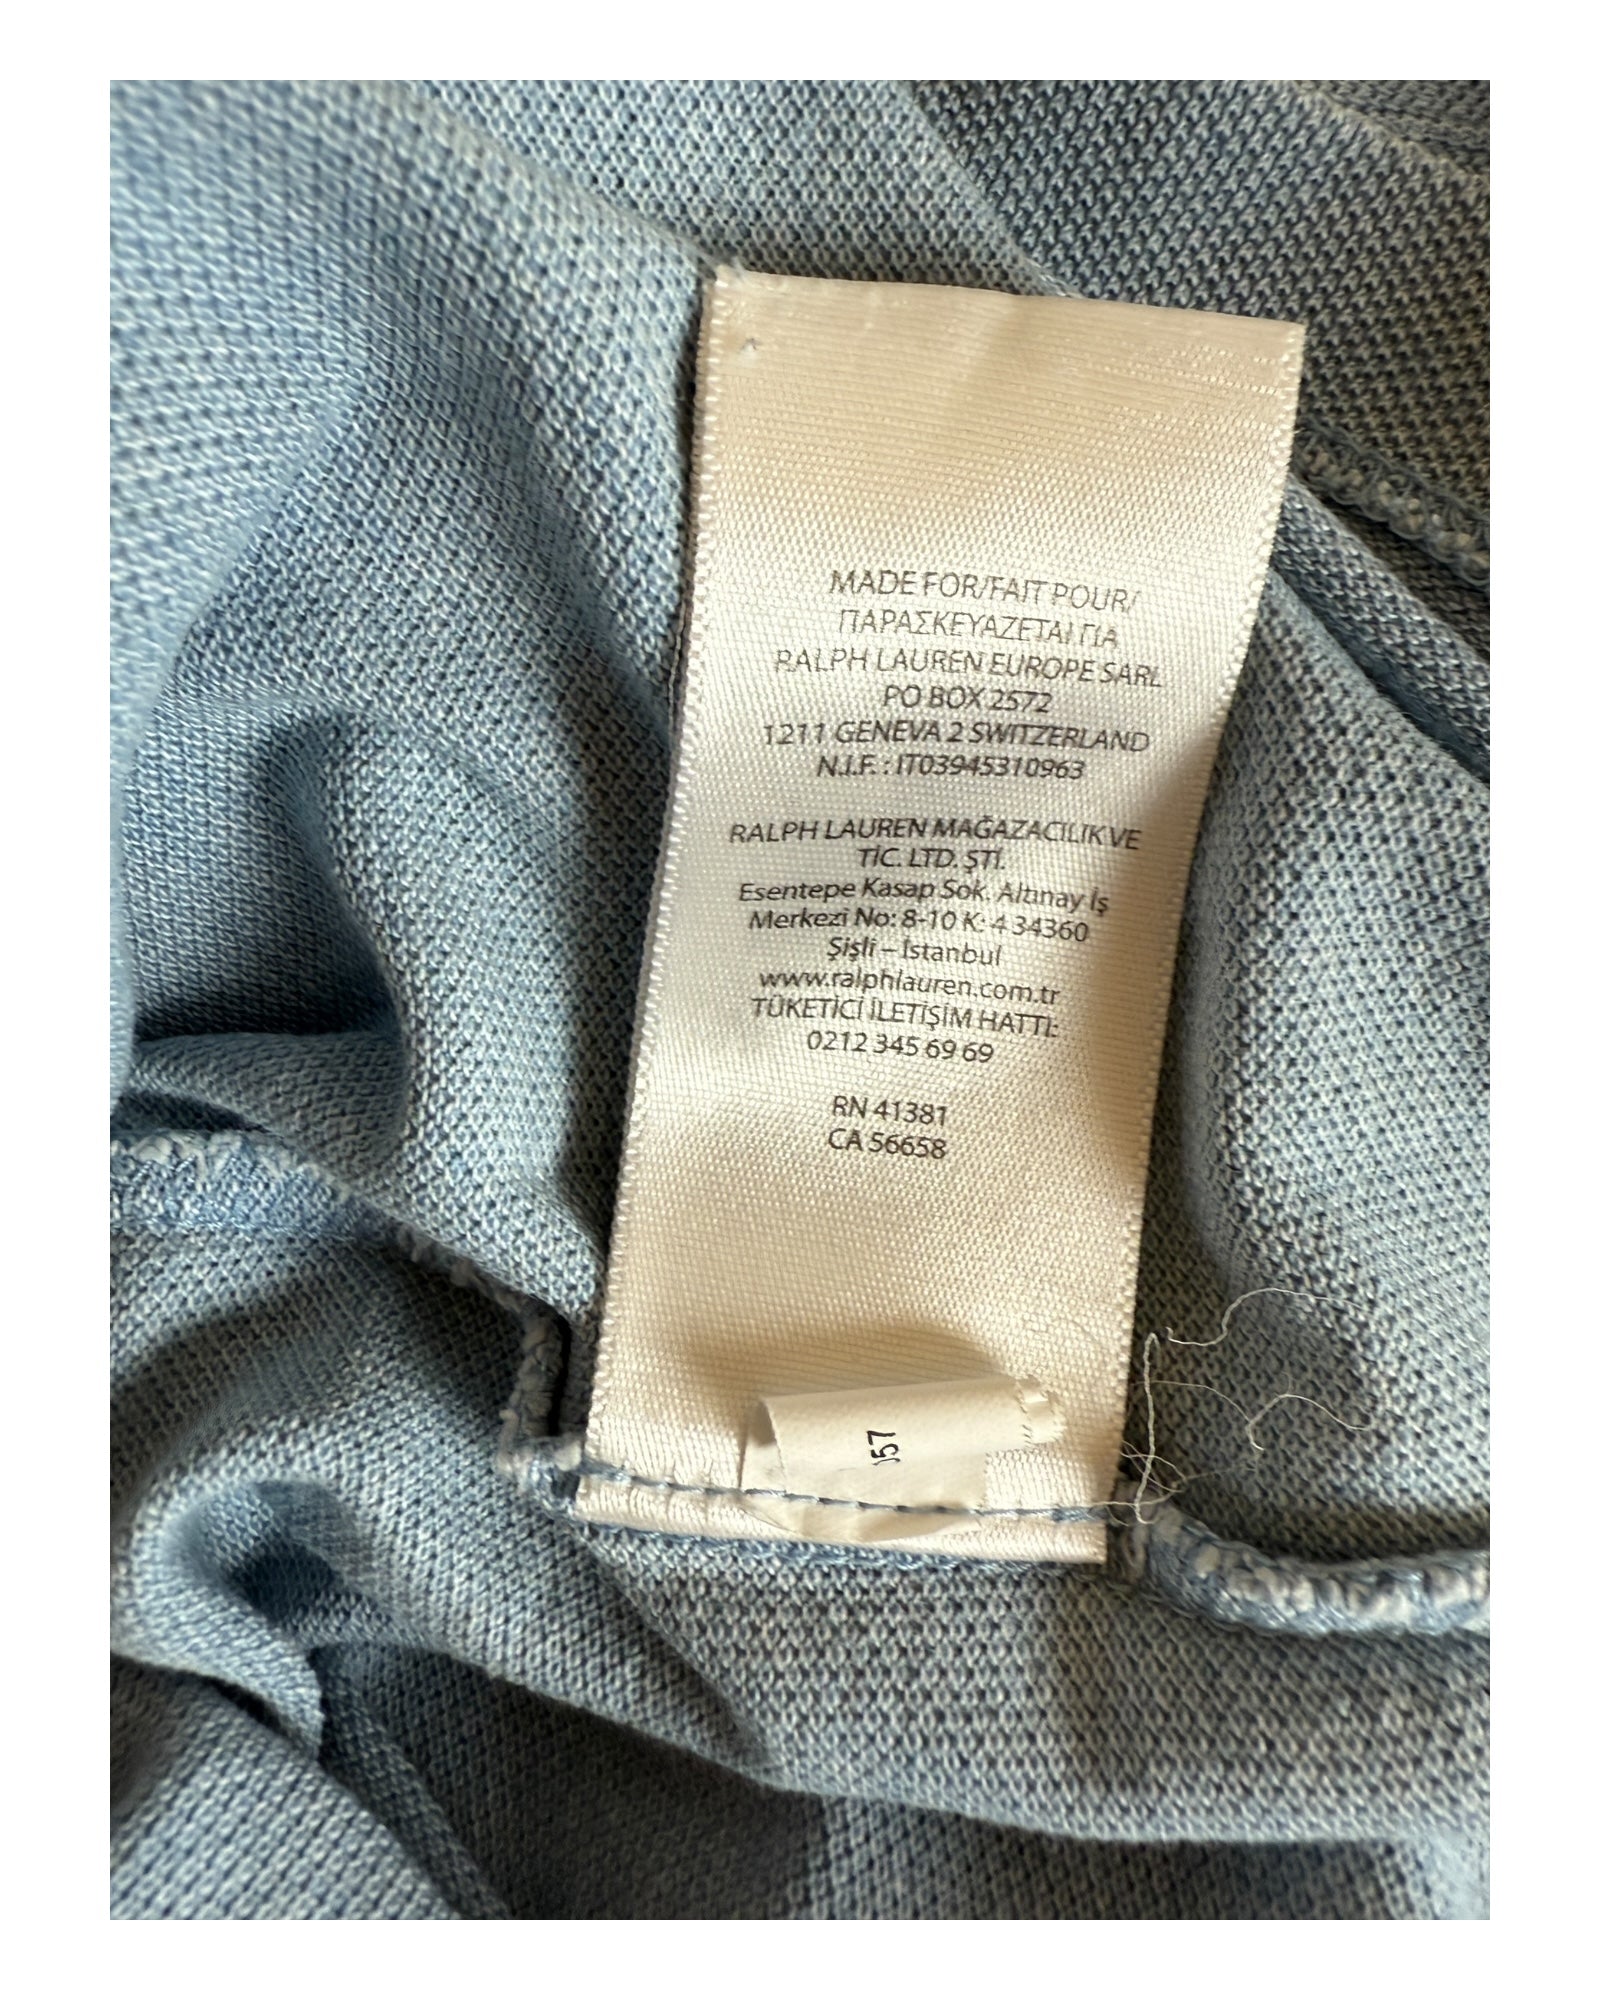 MADE FOR/FAIT POUR/
ΠΑΡΑΣΚΕΥΑΖΕΤΑΙ ΓΙΑ
RALPH LAUREN EUROPE SARL
PO BOX 2572
1211 GENEVA 2 SWITZERLAND
N.I.F. : IT03945310963
RALPH LAUREN MAĞAZACILIK VE
TİC. LTD. ŞTİ.
Esentepe Kasap Sok. Altınay İş
Merkezi No: 8-10 K: 4 34360
Şişli – İstanbul
www.ralphlauren.com.tr
TÜKETİCİ İLETİŞİM HATTI:
0212 345 69 69
RN 41381
CA 56658